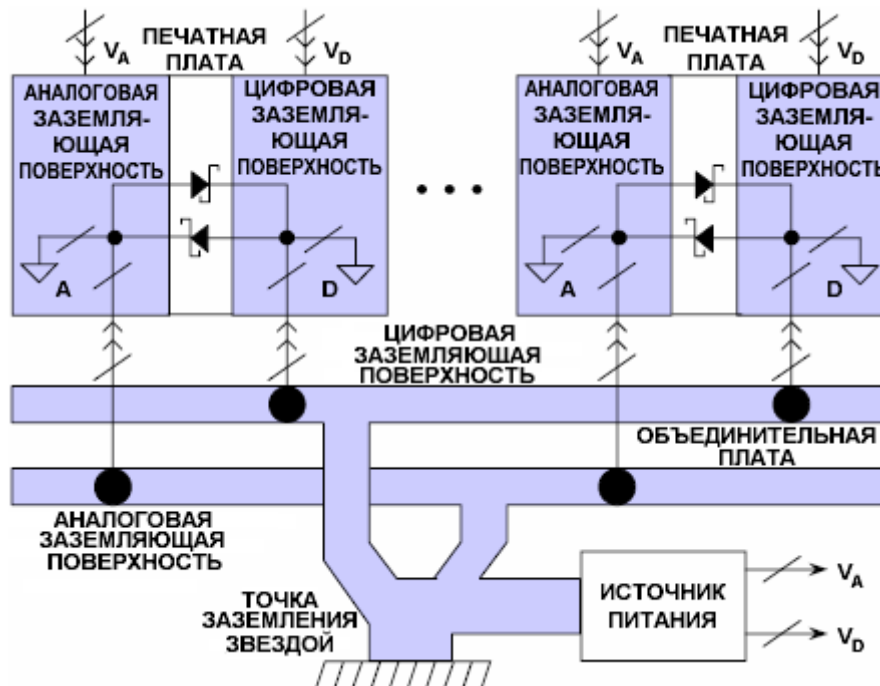 V_A
ПЕЧАТНАЯ
ПЛАТА
V_D
АНАЛОГОВАЯ
ЗАЗЕМЛЯ-
ЮЩАЯ
ПОВЕРХНОСТЬ
ЦИФРОВАЯ
ЗАЗЕМЛЯ-
ЮЩАЯ
ПОВЕРХНОСТЬ
A
D
V_A
ПЕЧАТНАЯ
ПЛАТА
V_D
АНАЛОГОВАЯ
ЗАЗЕМЛЯ-
ЮЩАЯ
ПОВЕРХНОСТЬ
ЦИФРОВАЯ
ЗАЗЕМЛЯ-
ЮЩАЯ
ПОВЕРХНОСТЬ
A
D
ЦИФРОВАЯ
ЗАЗЕМЛЯЮЩАЯ
ПОВЕРХНОСТЬ
ОБЪЕДИНИТЕЛЬНАЯ
ПЛАТА
АНАЛОГОВАЯ
ЗАЗЕМЛЯЮЩАЯ
ПОВЕРХНОСТЬ
ТОЧКА
ЗАЗЕМЛЕНИЯ
ЗВЕЗДОЙ
ИСТОЧНИК
ПИТАНИЯ
V_A
V_D